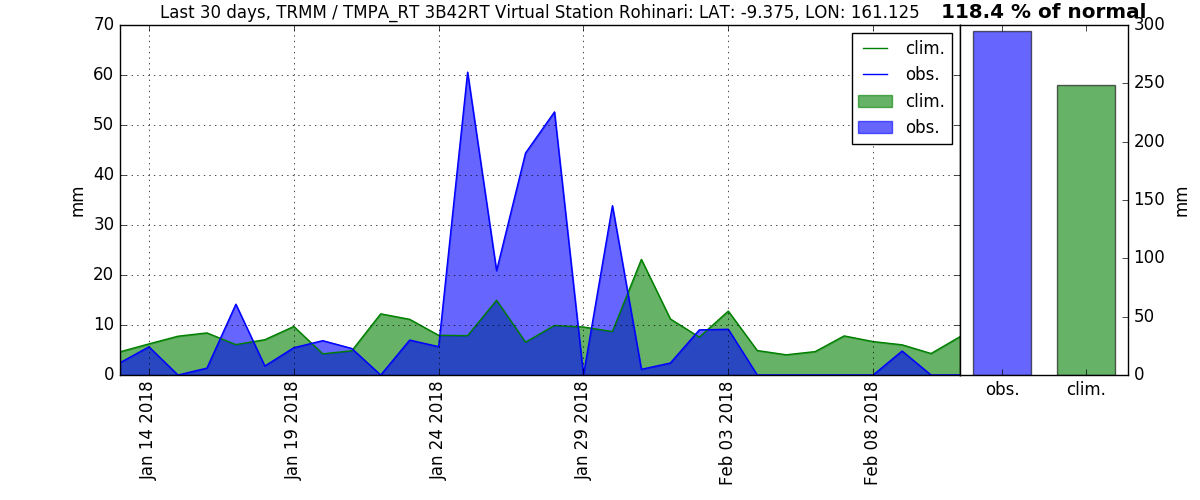 Last 30 days, TRMM / TMPA_RT 3B42RT Virtual Station Rohinari: LAT: -9.375, LON: 161.125
118.4 % of normal
70
60
50
40
30
20
10
0
mm
Jan 14 2018
Jan 19 2018
Jan 24 2018
Jan 29 2018
Feb 03 2018
Feb 08 2018
clim.
obs.
clim.
obs.
300
250
200
150
100
50
0
mm
obs.
clim.